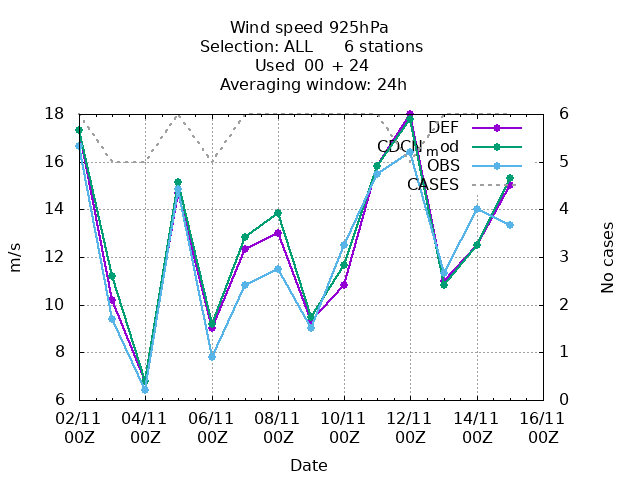 Wind speed 925hPa
Selection: ALL      6 stations
Used  00 + 24
Averaging window: 24h
18
16
14
12
10
8
6
6
5
4
3
2
1
0
DEF
OBS
CASES
m/s
No cases
02/11 04/11 06/11 08/11 10/11 12/11 14/11 16/11
00Z 00Z 00Z 00Z 00Z 00Z 00Z 00Z
Date